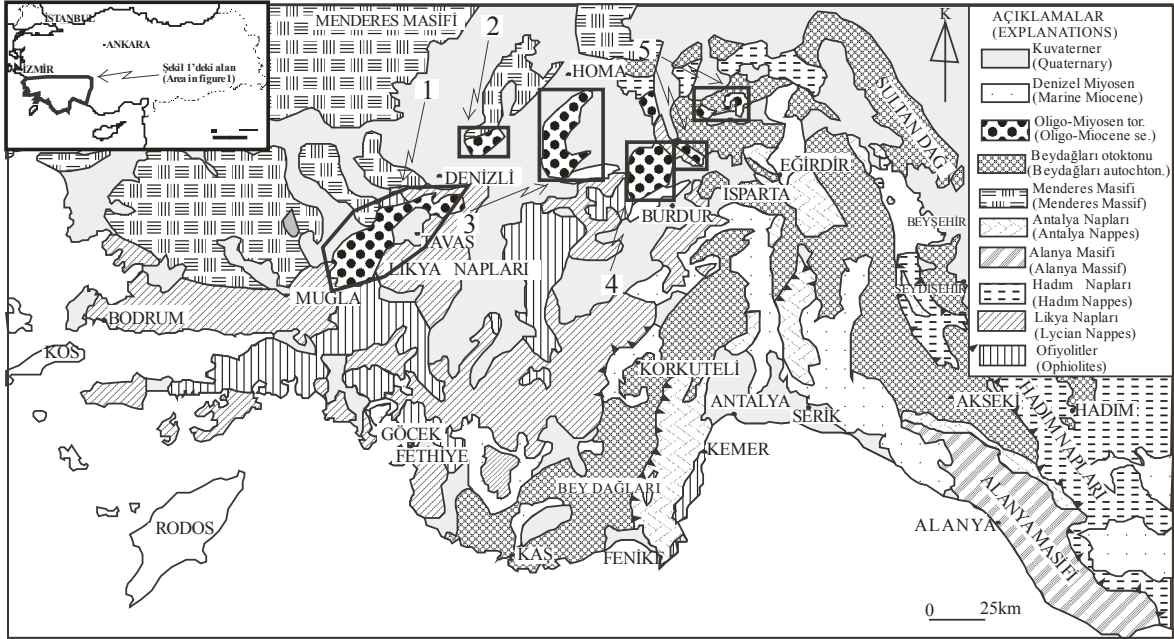 İSTANBUL
ANKARA
İZMİR
Şekil 1'deki alan
(Area in figure1)
MENDERES MASİFİ
2
5
K
1
HOMA
SULTAN DAĞ
DENİZLİ
EĞİRDİR
ISPARTA
BURDUR
3
TAVAŞ
BEYŞEHİR
LİKYA NAPLARI
4
SEYDİŞEHİR
MUGLA
BODRUM
KOS
KORKUTELİ
ANTALYA
SERİK
AKSEKİ
HADIM
HADIM NAPLARI
GÖCEK
FETHİYE
KEMER
BEY DAĞLARI
RODOS
ALANYA
ALANYA MASİFİ
KAŞ
FENİKE
0 25km
AÇIKLAMALAR
(EXPLANATIONS)
Kuvaterner
(Quaternary)
Denizel Miyosen
(Marine Miocene)
Oligo-Miyosen tor.
(Oligo-Miocene se.)
Beydağları otoktonu
(Beydağları autochton.)
Menderes Masifi
(Menderes Massif)
Antalya Napları
(Antalya Nappes)
Alanya Masifi
(Alanya Massif)
Hadım Napları
(Hadım Nappes)
Likya Napları
(Lycian Nappes)
Ofiyolitler
(Ophiolites)